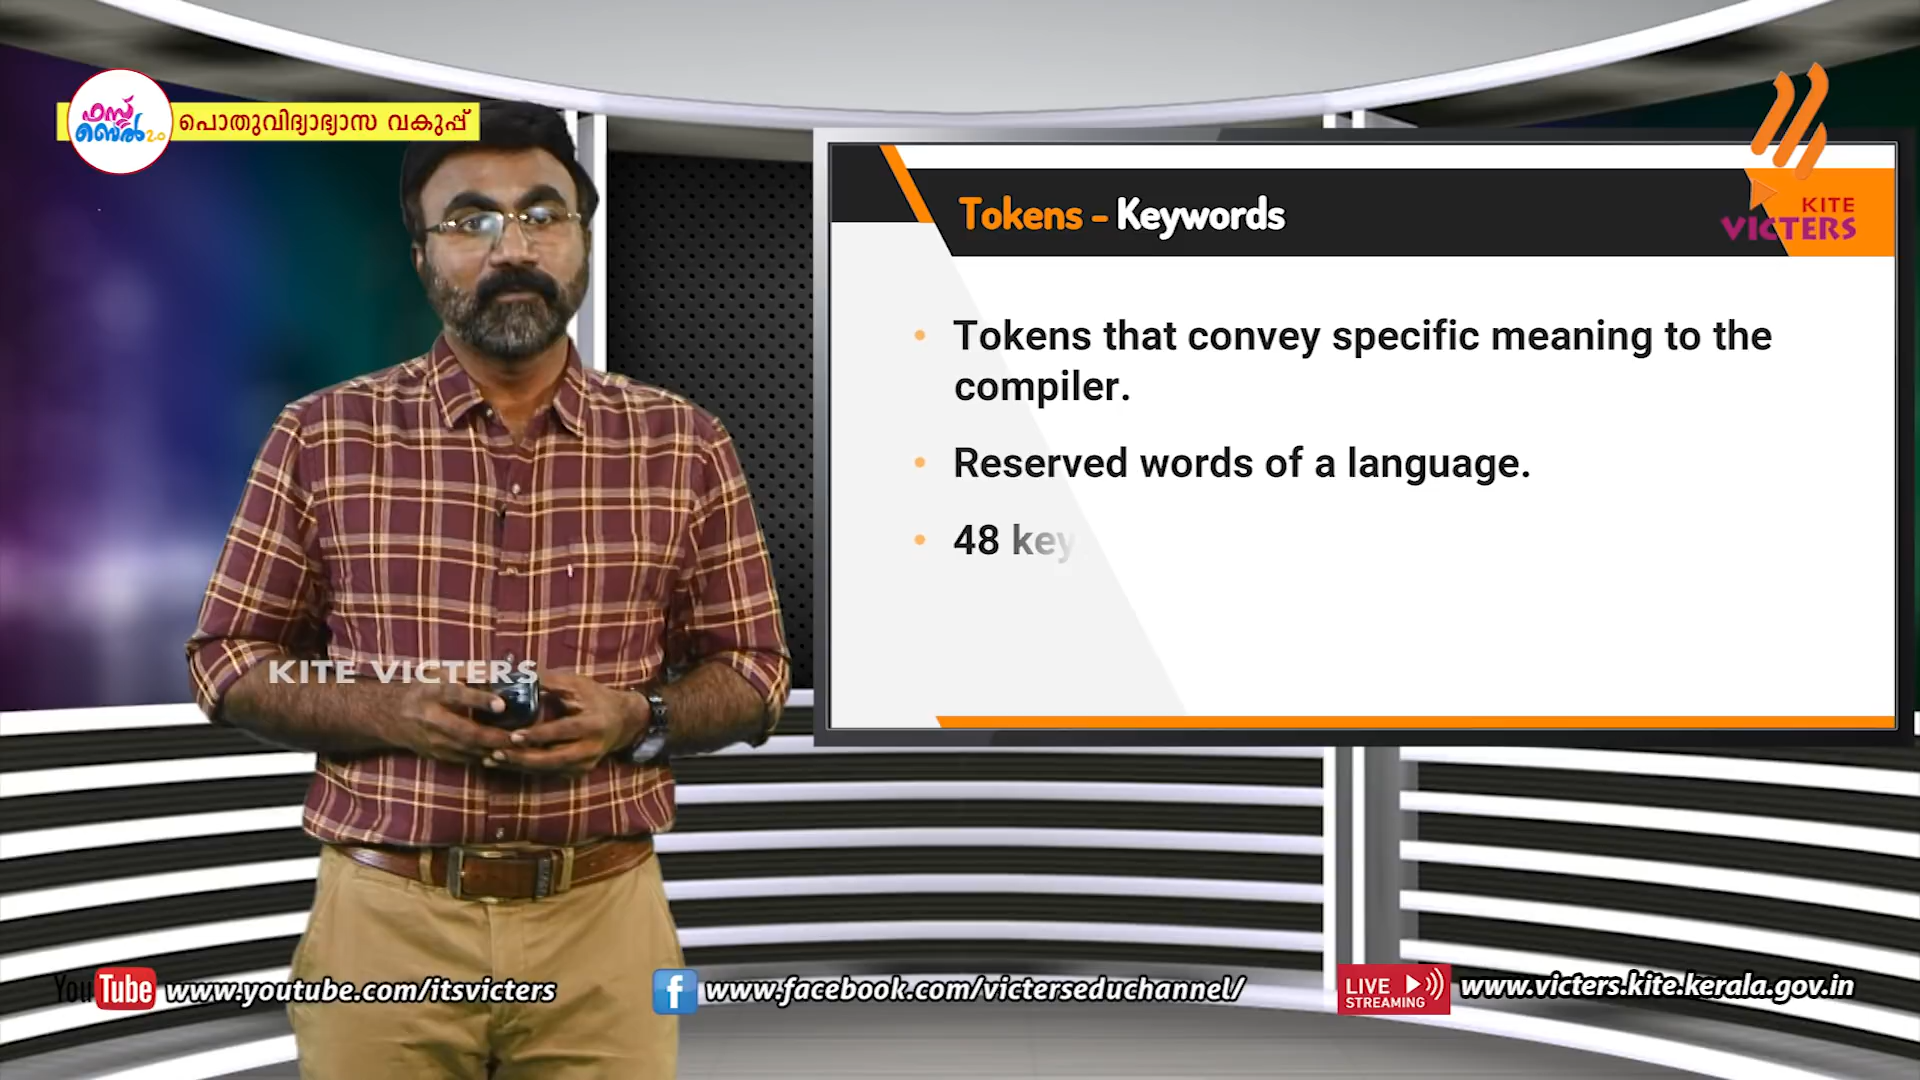 ഫസ്റ്റ്
ബെൽ 2.0
പൊതുവിദ്യാഭ്യാസ വകുപ്പ്
Tokens - Keywords
KITE
VICTERS
• Tokens that convey specific meaning to the
compiler.
• Reserved words of a language.
• 48 key
KITE VICTERS
YouTube www.youtube.com/itsvicters
f www.facebook.com/victerseduchannel/
LIVE
STREAMING
www.victers.kite.kerala.gov.in